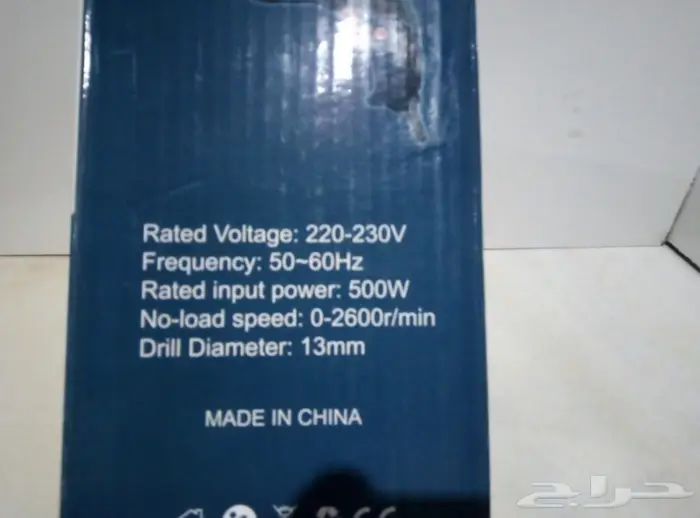 Rated Voltage: 220-230V
Frequency: 50~60Hz
Rated input power: 500W
No-load speed: 0-2600r/min
Drill Diameter: 13mm
MADE IN CHINA
حراج